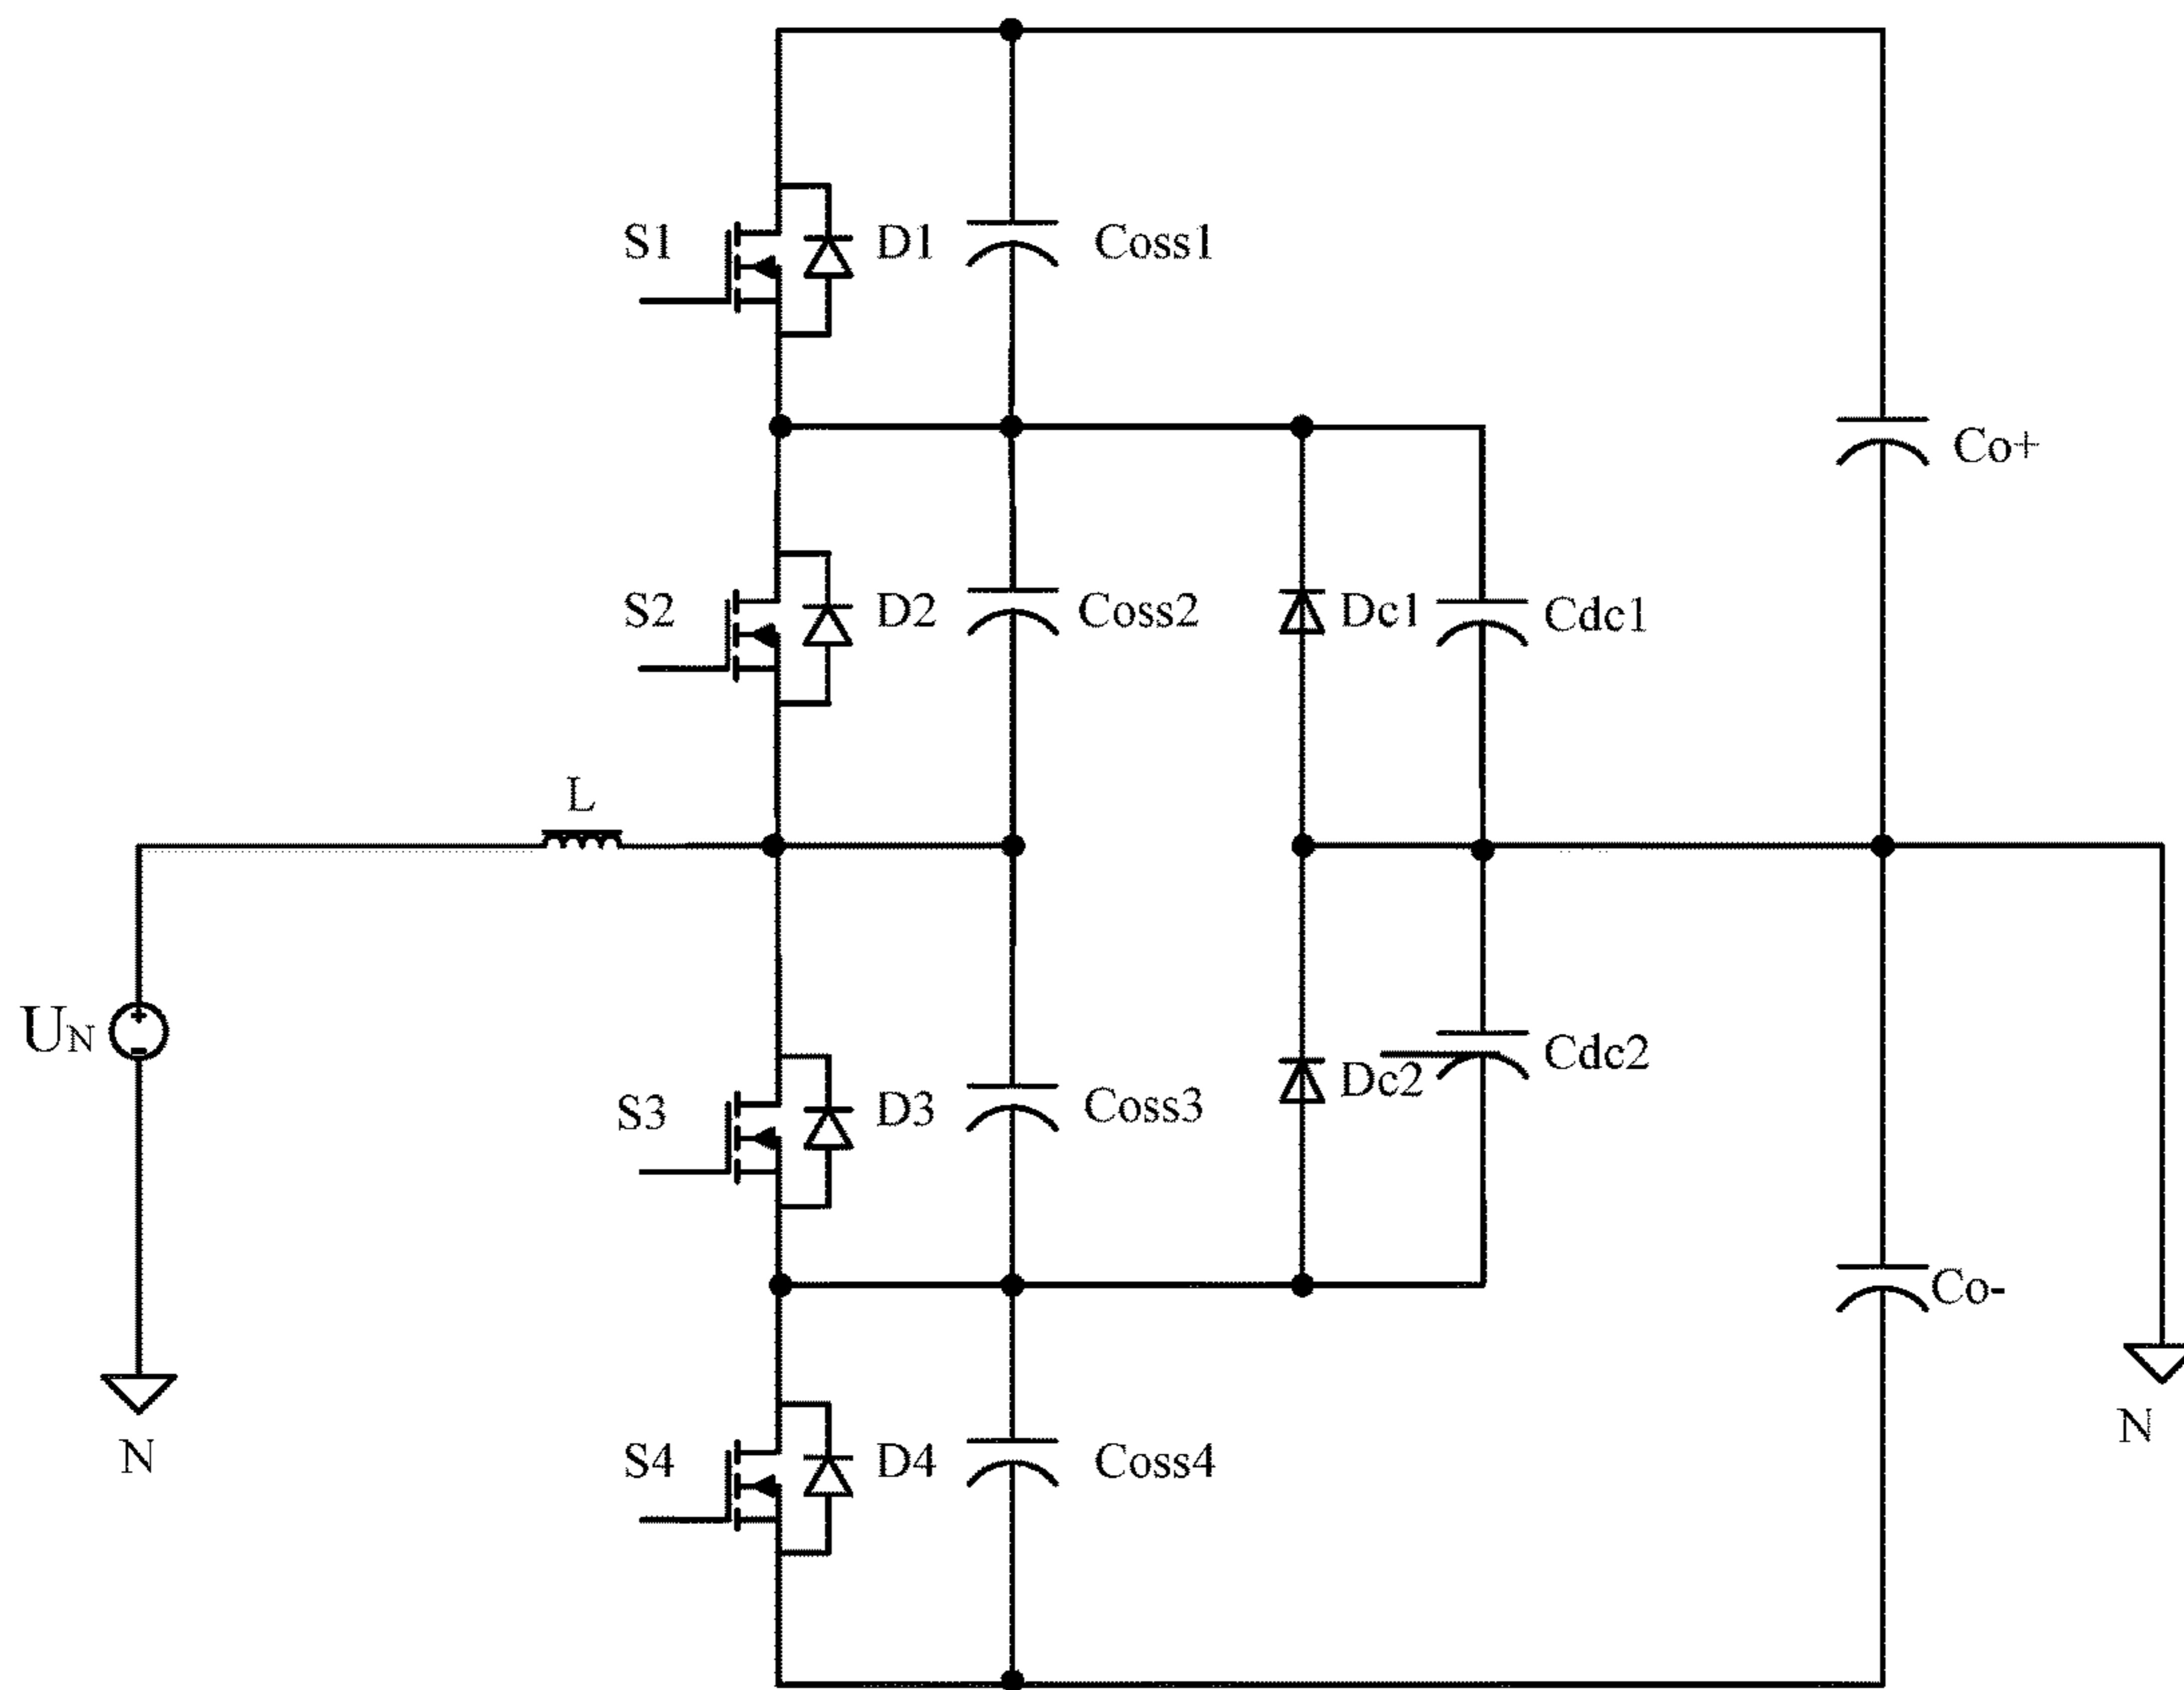 S1
D1
Coss1
Co+
S2
D2
Coss2
Dc1
Cdc1
L
UN
S3
D3
Coss3
Dc2
Cdc2
Co-
N
S4
D4
Coss4
N